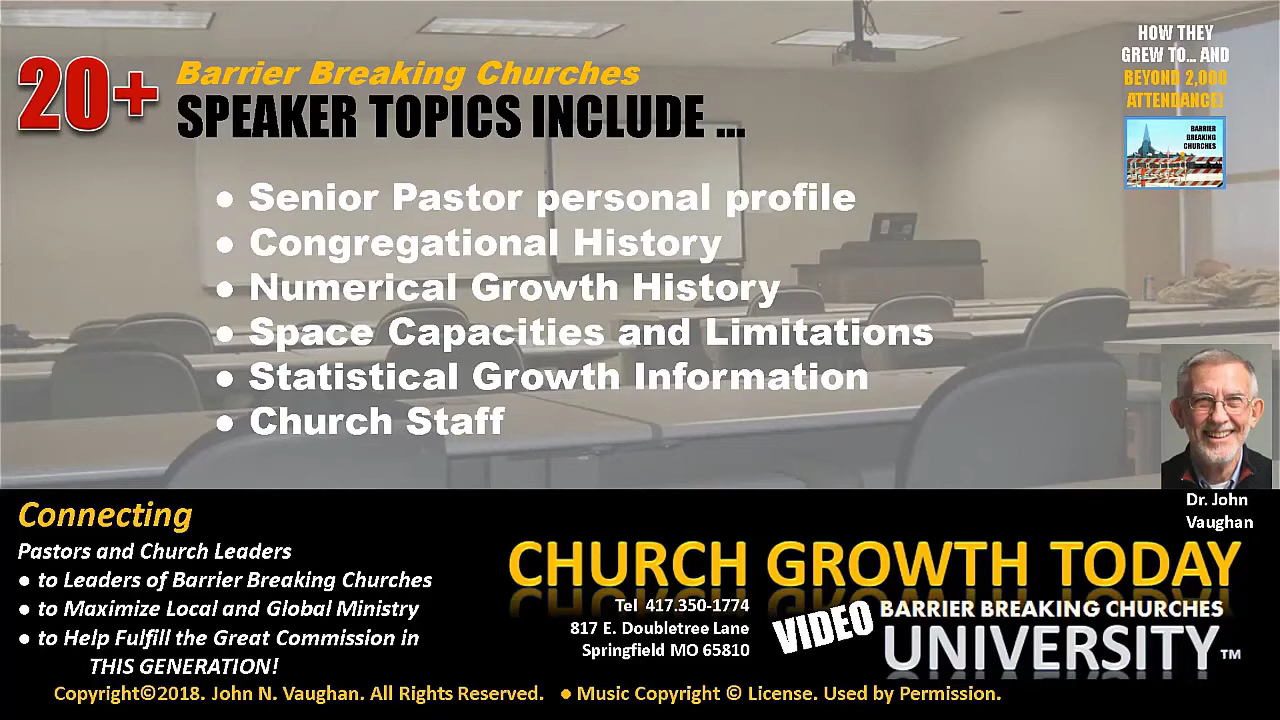 20+
Barrier Breaking Churches
SPEAKER TOPICS INCLUDE ...
HOW THEY
GREW TO... AND
BEYOND 2,000
ATTENDANCE!
BARRIER
BREAKING
CHURCHES
● Senior Pastor personal profile
● Congregational History
● Numerical Growth History
● Space Capacities and Limitations
● Statistical Growth Information
● Church Staff
Dr. John
Vaughan
Connecting
Pastors and Church Leaders
● to Leaders of Barrier Breaking Churches
● to Maximize Local and Global Ministry
● to Help Fulfill the Great Commission in
THIS GENERATION!
CHURCH GROWTH TODAY
Tel 417.350-1774
817 E. Doubletree Lane
Springfield MO 65810
VIDEO
BARRIER BREAKING CHURCHES
UNIVERSITY™
Copyright©2018. John N. Vaughan. All Rights Reserved. ● Music Copyright © License. Used by Permission.